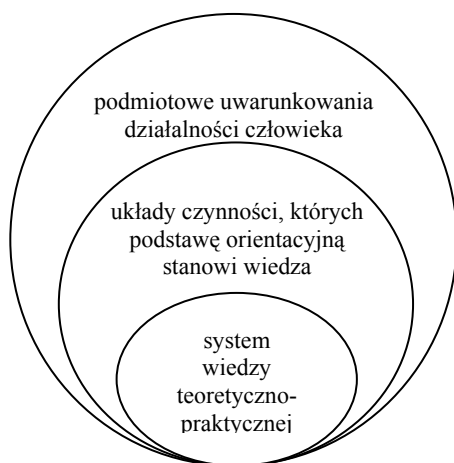 podmiotowe uwarunkowania
działalności człowieka
układy czynności, których
podstawę orientacyjną
stanowi wiedza
system
wiedzy
teoretyczno-
praktycznej